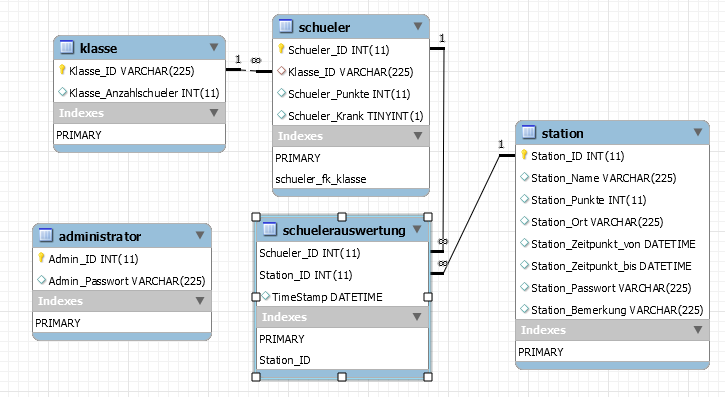 klasse
Klasse_ID VARCHAR(225)
Klasse_Anzahlschueler INT(11)
Indexes
PRIMARY
1
∞
schueler
Schueler_ID INT(11)
Klasse_ID VARCHAR(225)
Schueler_Punkte INT(11)
Schueler_Krank TINYINT(1)
Indexes
PRIMARY
schueler_fk_klasse
1
administrator
Admin_ID INT(11)
Admin_Passwort VARCHAR(225)
Indexes
PRIMARY
schuelerauswertung
Schueler_ID INT(11)
Station_ID INT(11)
TimeStamp DATETIME
Indexes
PRIMARY
Station_ID
∞
∞
1
station
Station_ID INT(11)
Station_Name VARCHAR(225)
Station_Punkte INT(11)
Station_Ort VARCHAR(225)
Station_Zeitpunkt_von DATETIME
Station_Zeitpunkt_bis DATETIME
Station_Passwort VARCHAR(225)
Station_Bemerkung VARCHAR(225)
Indexes
PRIMARY